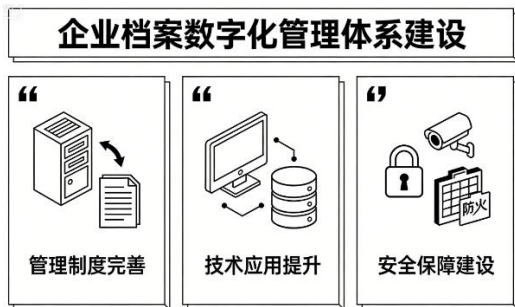 企业档案数字化管理体系建设
防火
管理制度完善
技术应用提升
安全保障建设